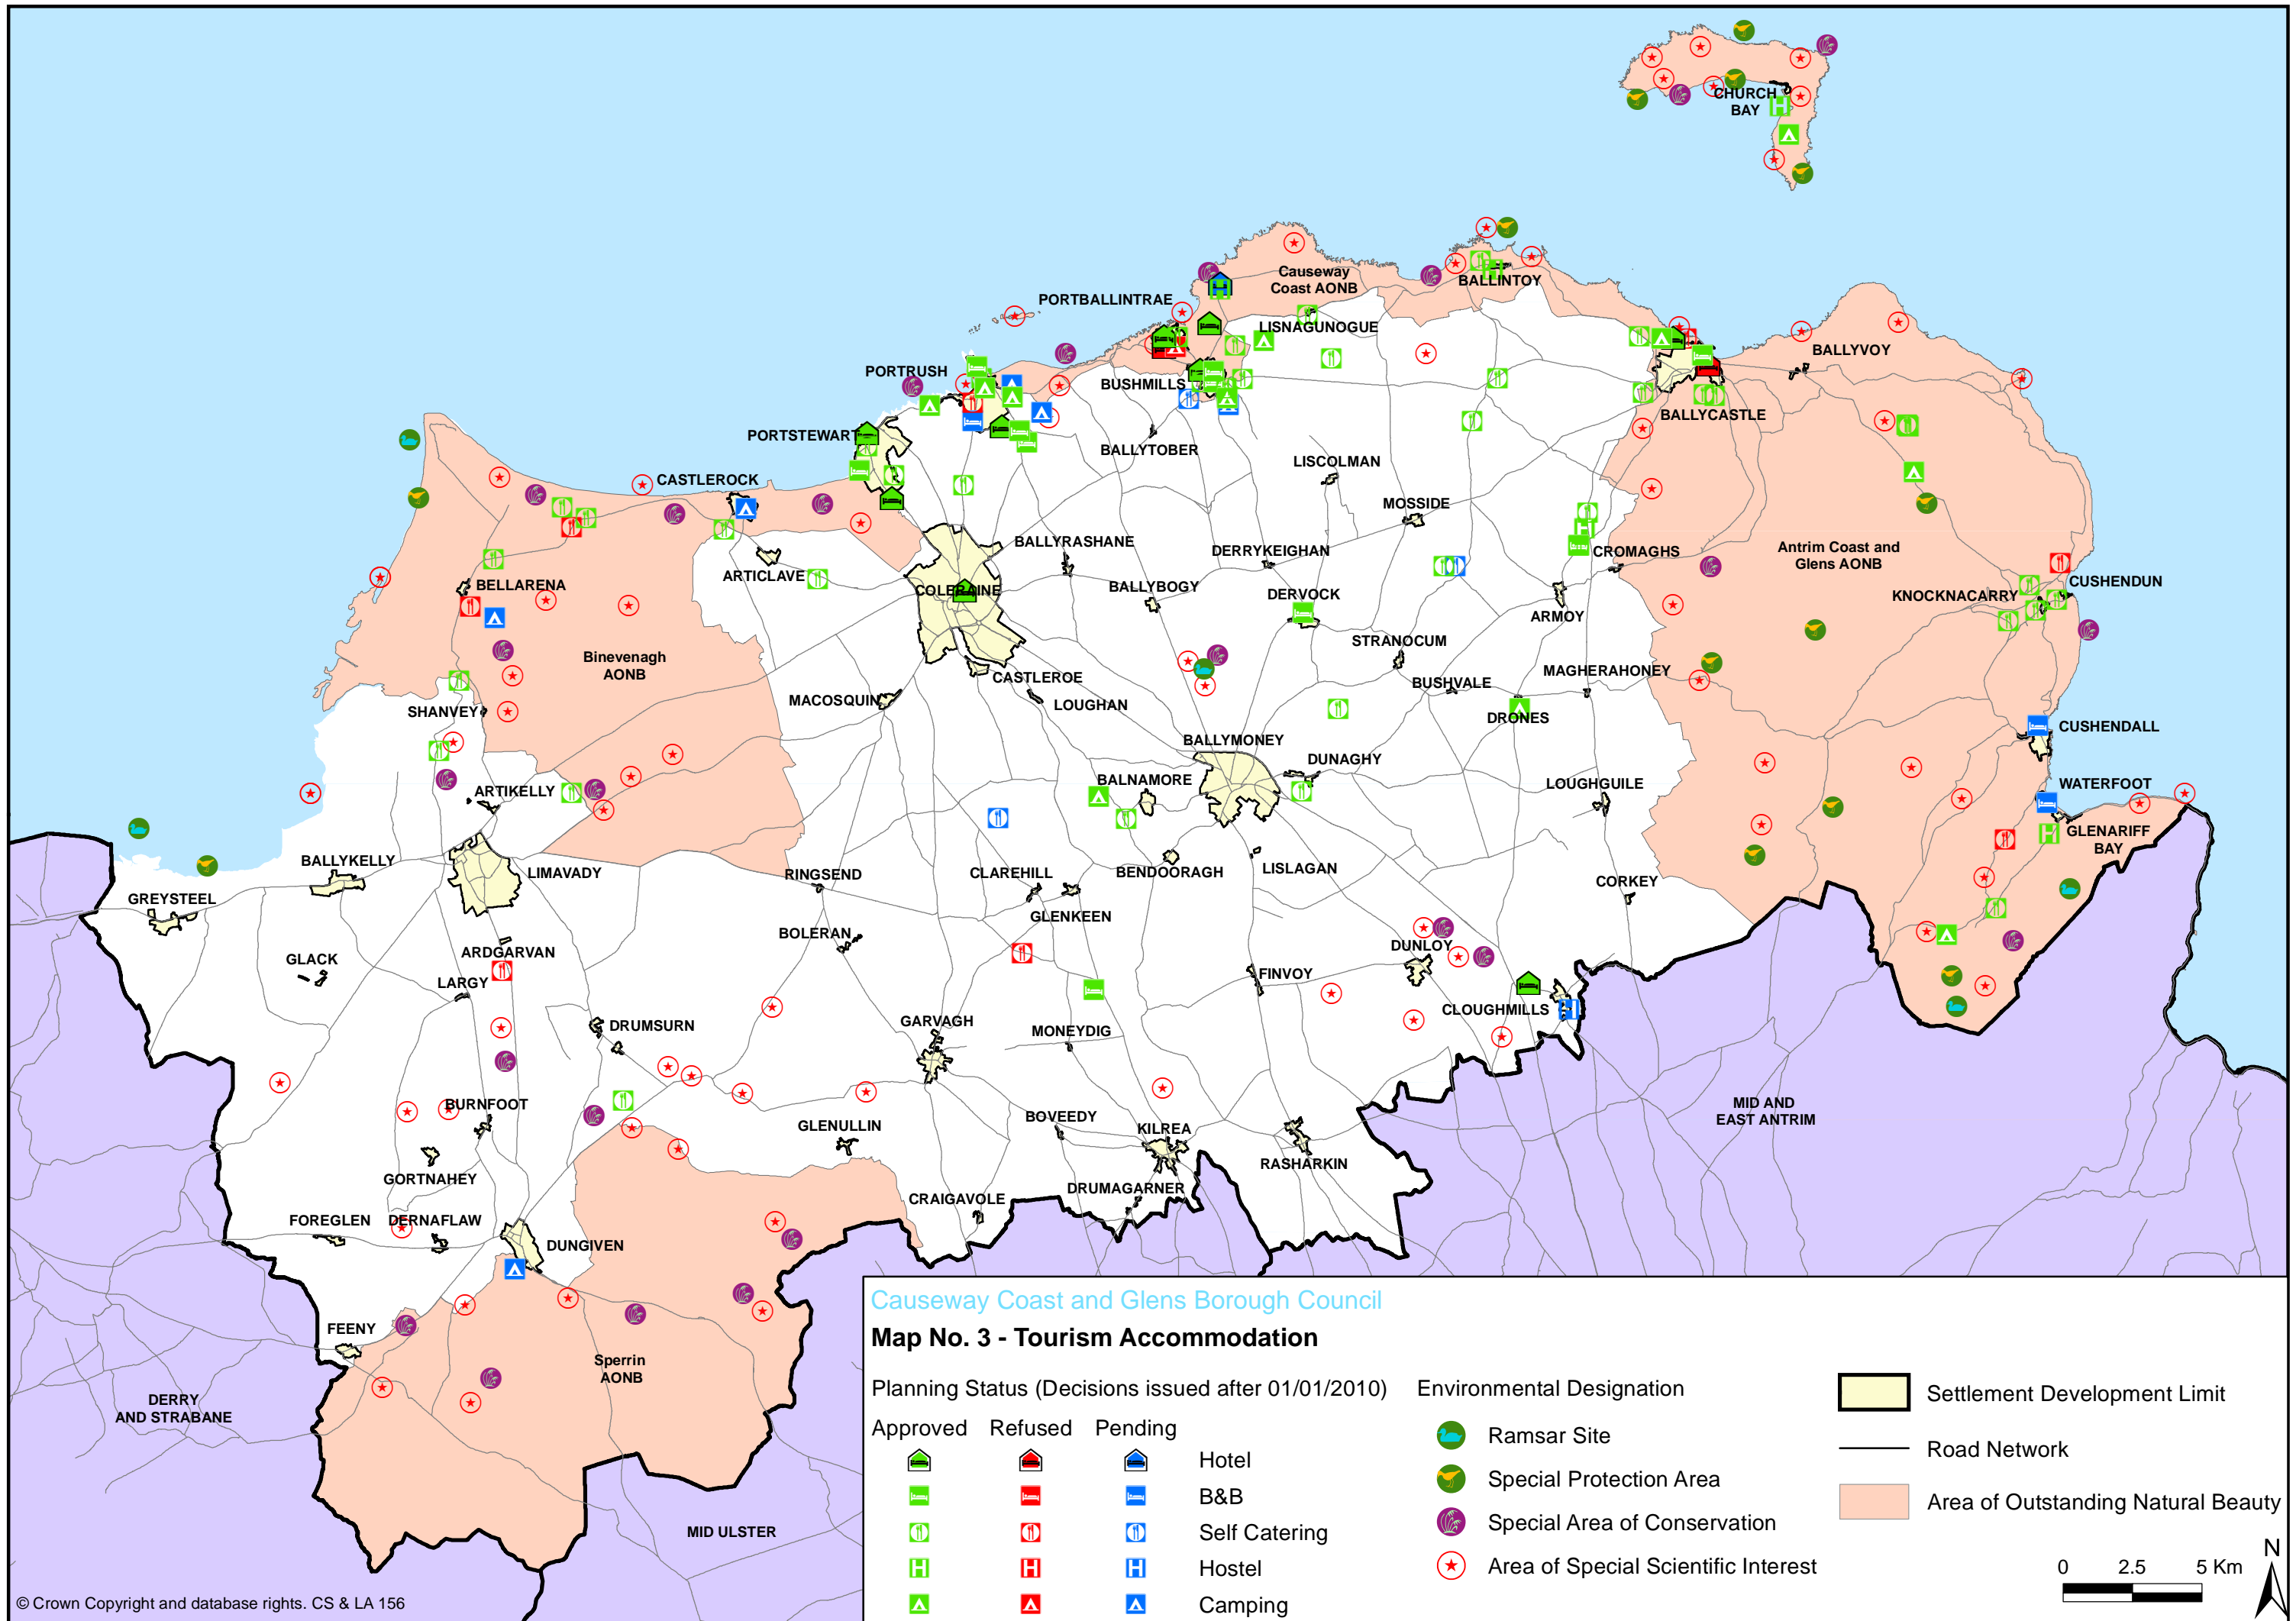 CHURCH
BAY
PORTBALLINTRAE
Causeway
Coast AONB
BALLINTOY
LISNAGUNOGUE
PORTRUSH
BUSHMILLS
BALLYVOY
BALLYCASTLE
PORTSTEWART
BALLYTOBER
LISCOLMAN
CASTLEROCK
MOSSIDE
BALLYRASHANE
DERRYKEIGHAN
CROMAGHS
Antrim Coast and
Glens AONB
ARTICLAVE
BELLARENA
COLERAINE
BALLYBOGY
DERVOCK
CUSHENDUN
KNOCKNACARRY
ARMOY
STRANOCUM
Binevenagh
AONB
CASTLEROE
MAGHERAHONEY
BUSHVALE
MACOSQUIN
LOUGHAN
SHANVEY
DRONES
CUSHENDALL
BALLYMONEY
DUNAGHY
BALNAMORE
LOUGHGUILE
WATERFOOT
ARTIKELLY
GLENARIFF
BAY
BALLYKELLY
LIMAVADY
RINGSEND
CLAREHILL
BENDOORAGH
LISLAGAN
CORKEY
GREYSTEEL
GLENKEEN
BOLERAN
DUNLOY
ARDGARVAN
GLACK
LARGY
FINVOY
CLOUGHMILLS
DRUMSURN
GARVAGH
MONEYDIG
BURNFOOT
GLENULLIN
BOVEEDY
KILREA
MID AND
EAST ANTRIM
RASHARKIN
GORTNAHEY
DRUMAGARNER
CRAIGAVOLE
FOREGLEN
DERNAFLAW
DUNGIVEN
FEENY
Sperrin
AONB
DERRY
AND STRABANE
MID ULSTER
© Crown Copyright and database rights. CS & LA 156
Causeway Coast and Glens Borough Council
Map No. 3 - Tourism Accommodation
Planning Status (Decisions issued after 01/01/2010)
Approved Refused Pending
Hotel
B&B
Self Catering
H H H Hostel
Camping
Environmental Designation
Ramsar Site
Special Protection Area
Special Area of Conservation
Area of Special Scientific Interest
Settlement Development Limit
Road Network
Area of Outstanding Natural Beauty
N
0 2.5 5 Km